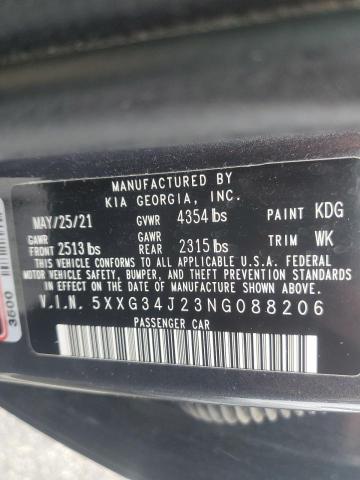 MANUFACTURED BY
KIA GEORGIA, INC.
MAY/25/21 GVWR 4354 lbs PAINT KDG
GAWR FRONT 2513 lbs GAWR REAR 2315 lbs TRIM WK
THIS VEHICLE CONFORMS TO ALL APPLICABLE U.S.A. FEDERAL
MOTOR VEHICLE SAFETY, BUMPER, AND THEFT PREVENTION STANDARDS IN
EFFECT ON THE DATE OF MANUFACTURE SHOWN ABOVE.
V.I.N. 5XXG34J23NG088206
PASSENGER CAR
3500